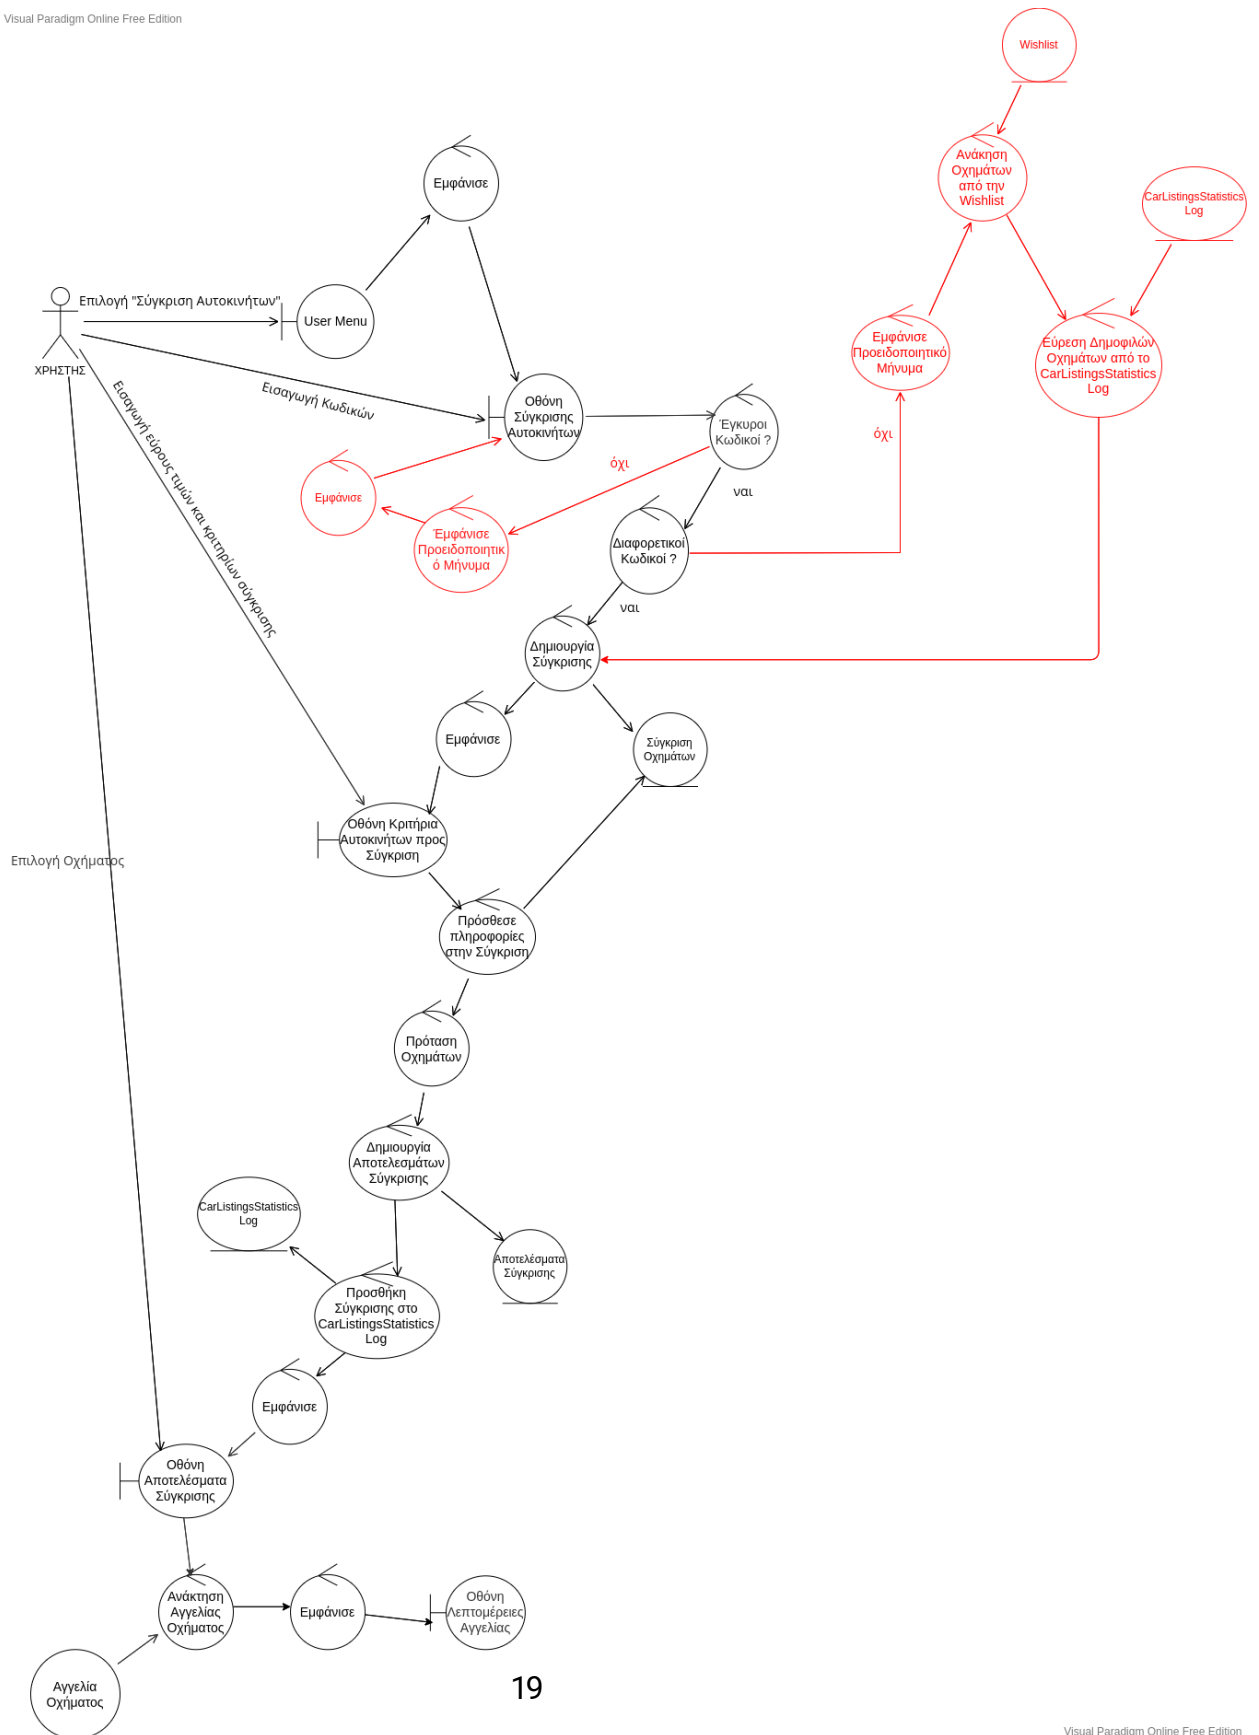 Visual Paradigm Online Free Edition
Wishlist
Ανάκηση
Οχημάτων
από την
Wishlist
CarListingsStatistics
Log
Εμφάνισε
Επιλογή "Σύγκριση Αυτοκινήτων"
User Menu
ΧΡΗΣΤΗΣ
Εμφάνισε
Προειδοποιητικό
Μήνυμα
Εύρεση Δημοφιλών
Οχημάτων από το
CarListingsStatistics
Log
Εισαγωγή Κωδικών
Οθόνη
Σύγκρισης
Αυτοκινήτων
Έγκυροι
Κωδικοί ?
όχι
όχι
ναι
Εισαγωγή εύρους τιμών και κριτηρίων σύγκρισης
Εμφάνισε
Έμφάνισε
Προειδοποιητικ
ό Μήνυμα
Διαφορετικοί
Κωδικοί ?
ναι
Δημιουργία
Σύγκρισης
Εμφάνισε
Σύγκριση
Οχημάτων
Οθόνη Κριτήρια
Αυτοκινήτων προς
Σύγκριση
Επιλογή Οχήματος
Πρόσθεσε
πληροφορίες
στην Σύγκριση
Πρόταση
Οχημάτων
Δημιουργία
Αποτελεσμάτων
Σύγκρισης
CarListingsStatistics
Log
Αποτελέσματα
Σύγκρισης
Προσθήκη
Σύγκρισης στο
CarListingsStatistics
Log
Εμφάνισε
Οθόνη
Αποτελέσματα
Σύγκρισης
Ανάκτηση
Αγγελίας
Οχήματος
Εμφάνισε
Οθόνη
Λεπτομέρειες
Αγγελίας
Αγγελία
Οχήματος
19
Visual Paradigm Online Free Edition